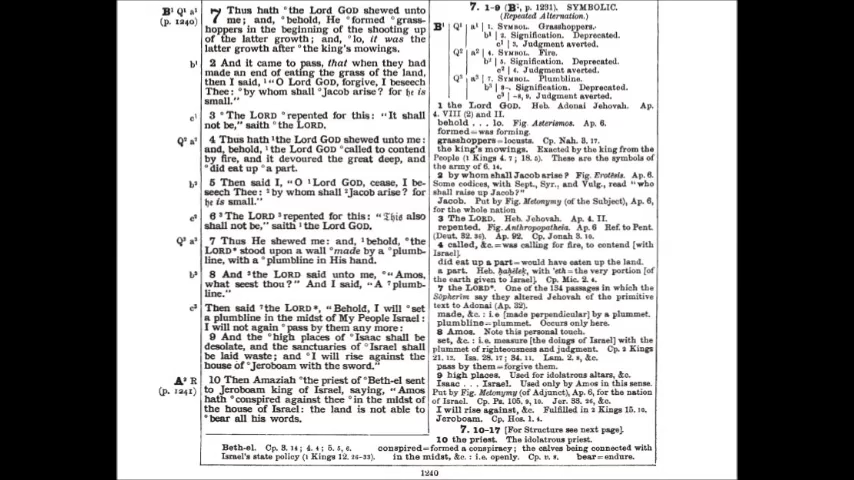 B¹ Q¹ a¹
(p. 1240)
7 Thus hath °the Lord GOD shewed unto
me; and, °behold, He °formed °grass-
hoppers in the beginning of the shooting up
of the latter growth; and, °lo, it was the
latter growth after °the king's mowings.
b¹
2 And it came to pass, that when they had
made an end of eating the grass of the land,
then I said, ¹"O Lord GOD, forgive, I beseech
Thee: °by whom shall °Jacob arise? for he is
small."
c¹
3 °The LORD °repented for this: "It shall
not be," saith °the LORD.
Q² a²
4 Thus hath ¹the Lord GOD shewed unto me:
and, behold, ¹the Lord GOD °called to contend
by fire, and it devoured the great deep, and
°did eat up °a part.
b²
5 Then said I, "O ¹Lord GOD, cease, I be-
seech Thee: ²by whom shall ²Jacob arise? for
he is small."
c²
6 ³The LORD ³repented for this: "This also
shall not be," saith ¹the Lord GOD.
Q³ a³
7 Thus He shewed me: and, ¹behold, °the
LORD* stood upon a wall °made by a °plumb-
line, with a °plumbline in His hand.
b³
8 And ³the LORD said unto me, °"Amos,
what seest thou?" And I said, "A ⁷plumb-
line."
c³
Then said ⁷the LORD*, "Behold, I will °set
a plumbline in the midst of My People Israel:
I will not again °pass by them any more:
9 And the °high places of °Isaac shall be
desolate, and the sanctuaries of °Israel shall
be laid waste; and °I will rise against the
house of °Jeroboam with the sword."
A² R
(p. 1241)
10 Then Amaziah °the priest of °Beth-el sent
to Jeroboam king of Israel, saying, "Amos
hath °conspired against thee °in the midst of
the house of Israel: the land is not able to
°bear all his words.
7. 1-9 (B¹, p. 1231). SYMBOLIC.
(Repeated Alternation.)
B¹ | Q¹ | a¹ | 1. SYMBOL. Grasshoppers.
b¹ | 2. Signification. Deprecated.
c¹ | 3. Judgment averted.
Q² | a² | 4. SYMBOL. Fire.
b² | 5. Signification. Deprecated.
c² | 6. Judgment averted.
Q³ | a³ | 7. SYMBOL. Plumbline.
b³ | 8-. Signification. Deprecated.
c³ | -8, 9. Judgment averted.
1 the Lord GOD. Heb. Adonai Jehovah. Ap.
4. VIII (2) and II.
behold . . . lo. Fig. Asterismos. Ap. 6.
formed=was forming.
grasshoppers=locusts. Cp. Nah. 3. 17.
the king's mowings. Exacted by the king from the
People (1 Kings 4. 7; 18. 5). These are the symbols of
the army of 6. 14.
2 by whom shall Jacob arise? Fig. Erotēsis. Ap. 6.
Some codices, with Sept., Syr., and Vulg., read "who
shall raise up Jacob?"
Jacob. Put by Fig. Metonymy (of the Subject), Ap. 6,
for the whole nation
3 The LORD. Heb. Jehovah. Ap. 4. II.
repented. Fig. Anthropopatheia. Ap. 6 Ref to Pent.
(Deut. 32. 36). Ap. 92. Cp. Jonah 3. 10.
4 called, &c.=was calling for fire, to contend [with
Israel].
did eat up a part=would have eaten up the land.
a part. Heb. ḥaḥēlek, with 'eth=the very portion [of
the earth given to Israel]. Cp. Mic. 2. 4.
7 the LORD*. One of the 134 passages in which the
Sōpherim say they altered Jehovah of the primitive
text to Adonai (Ap. 32).
made, &c. : i.e [made perpendicular] by a plummet.
plumbline=plummet. Occurs only here.
8 Amos. Note this personal touch.
set, &c. : i.e. measure [the doings of Israel] with the
plummet of righteousness and judgment. Cp. 2 Kings
21. 13. Isa. 28. 17; 34. 11. Lam. 2. 8, &c.
pass by them=forgive them.
9 high places. Used for idolatrous altars, &c.
Isaac . . . Israel. Used only by Amos in this sense.
Put by Fig. Metonymy (of Adjunct), Ap. 6, for the nation
of Israel. Cp. Ps. 105. 9, 10. Jer. 33. 26, &c.
I will rise against, &c. Fulfilled in 2 Kings 15. 10.
Jeroboam. Cp. Hos. 1. 4.
7. 10-17 [For Structure see next page].
10 the priest. The idolatrous priest.
Beth-el. Cp. 3. 14; 4. 4; 5. 5, 6. conspired=formed a conspiracy; the calves being connected with
Israel's state policy (1 Kings 12. 26-33). in the midst, &c. : i.e. openly. Cp. v. 8. bear=endure.
1240